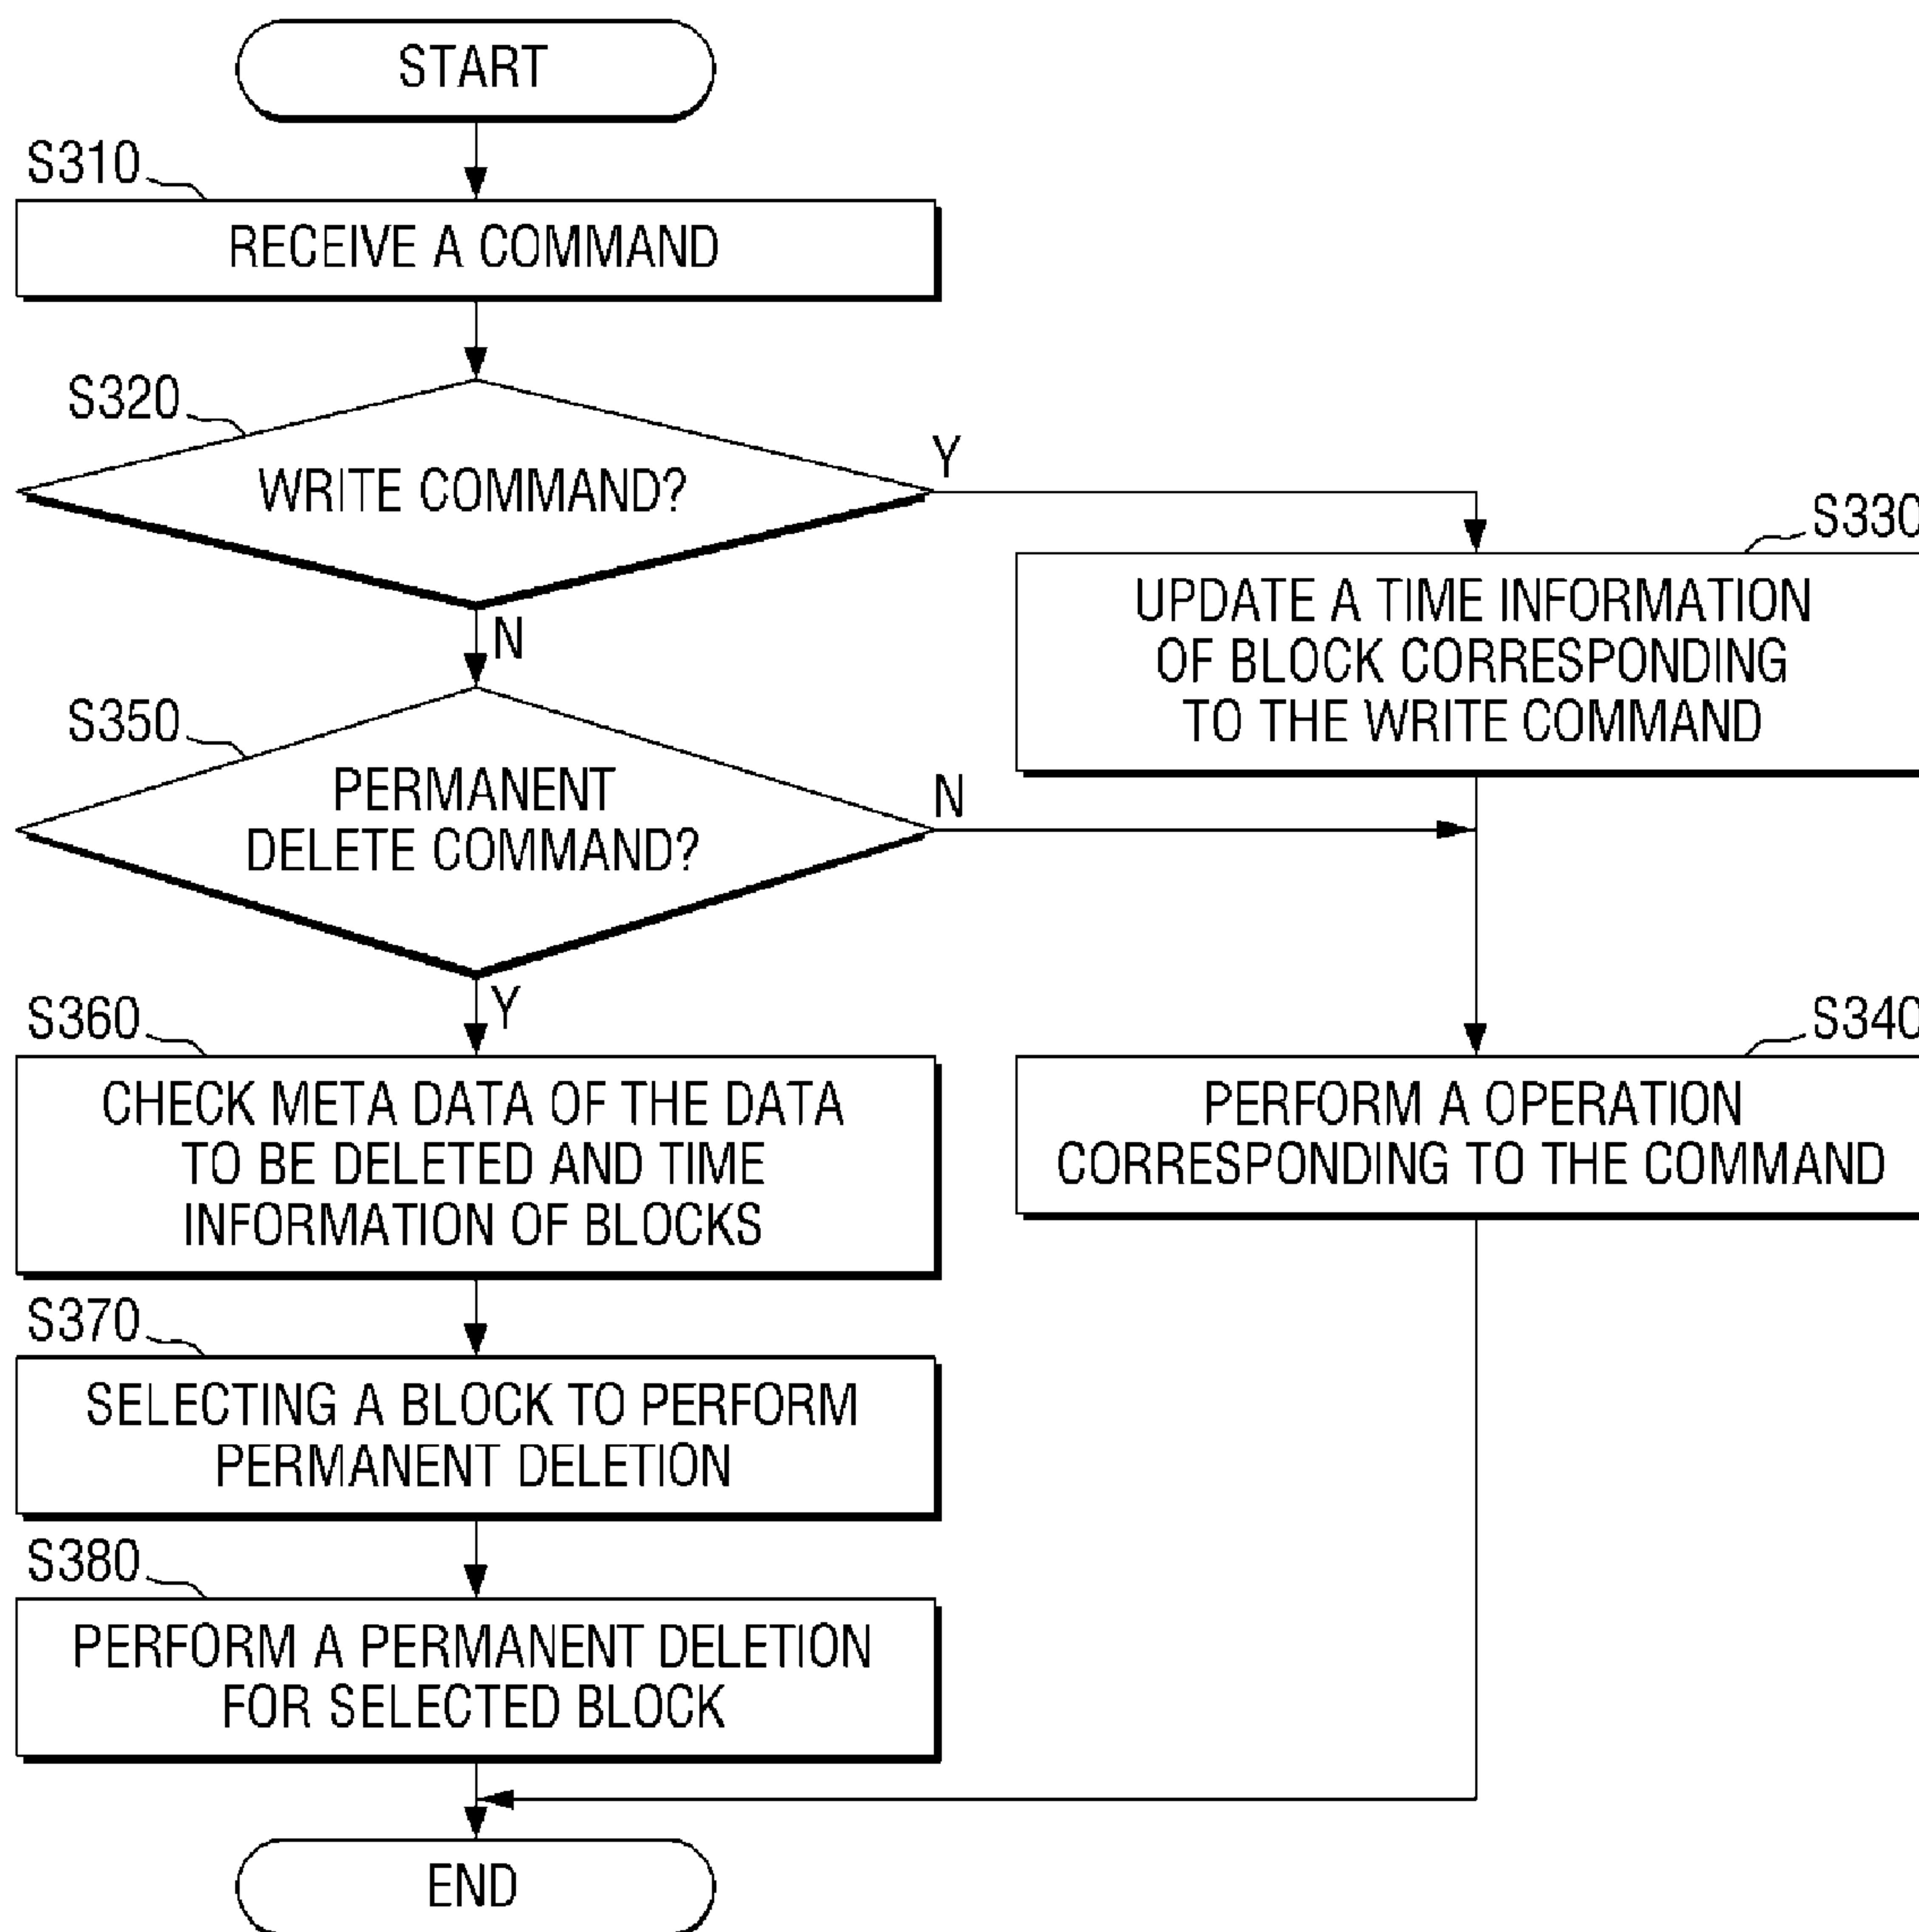 START
S310
RECEIVE A COMMAND
S320
WRITE COMMAND?
Y
N
S330
UPDATE A TIME INFORMATION
OF BLOCK CORRESPONDING
TO THE WRITE COMMAND
S350
PERMANENT
DELETE COMMAND?
N
Y
S360
CHECK META DATA OF THE DATA
TO BE DELETED AND TIME
INFORMATION OF BLOCKS
S340
PERFORM A OPERATION
CORRESPONDING TO THE COMMAND
S370
SELECTING A BLOCK TO PERFORM
PERMANENT DELETION
S380
PERFORM A PERMANENT DELETION
FOR SELECTED BLOCK
END